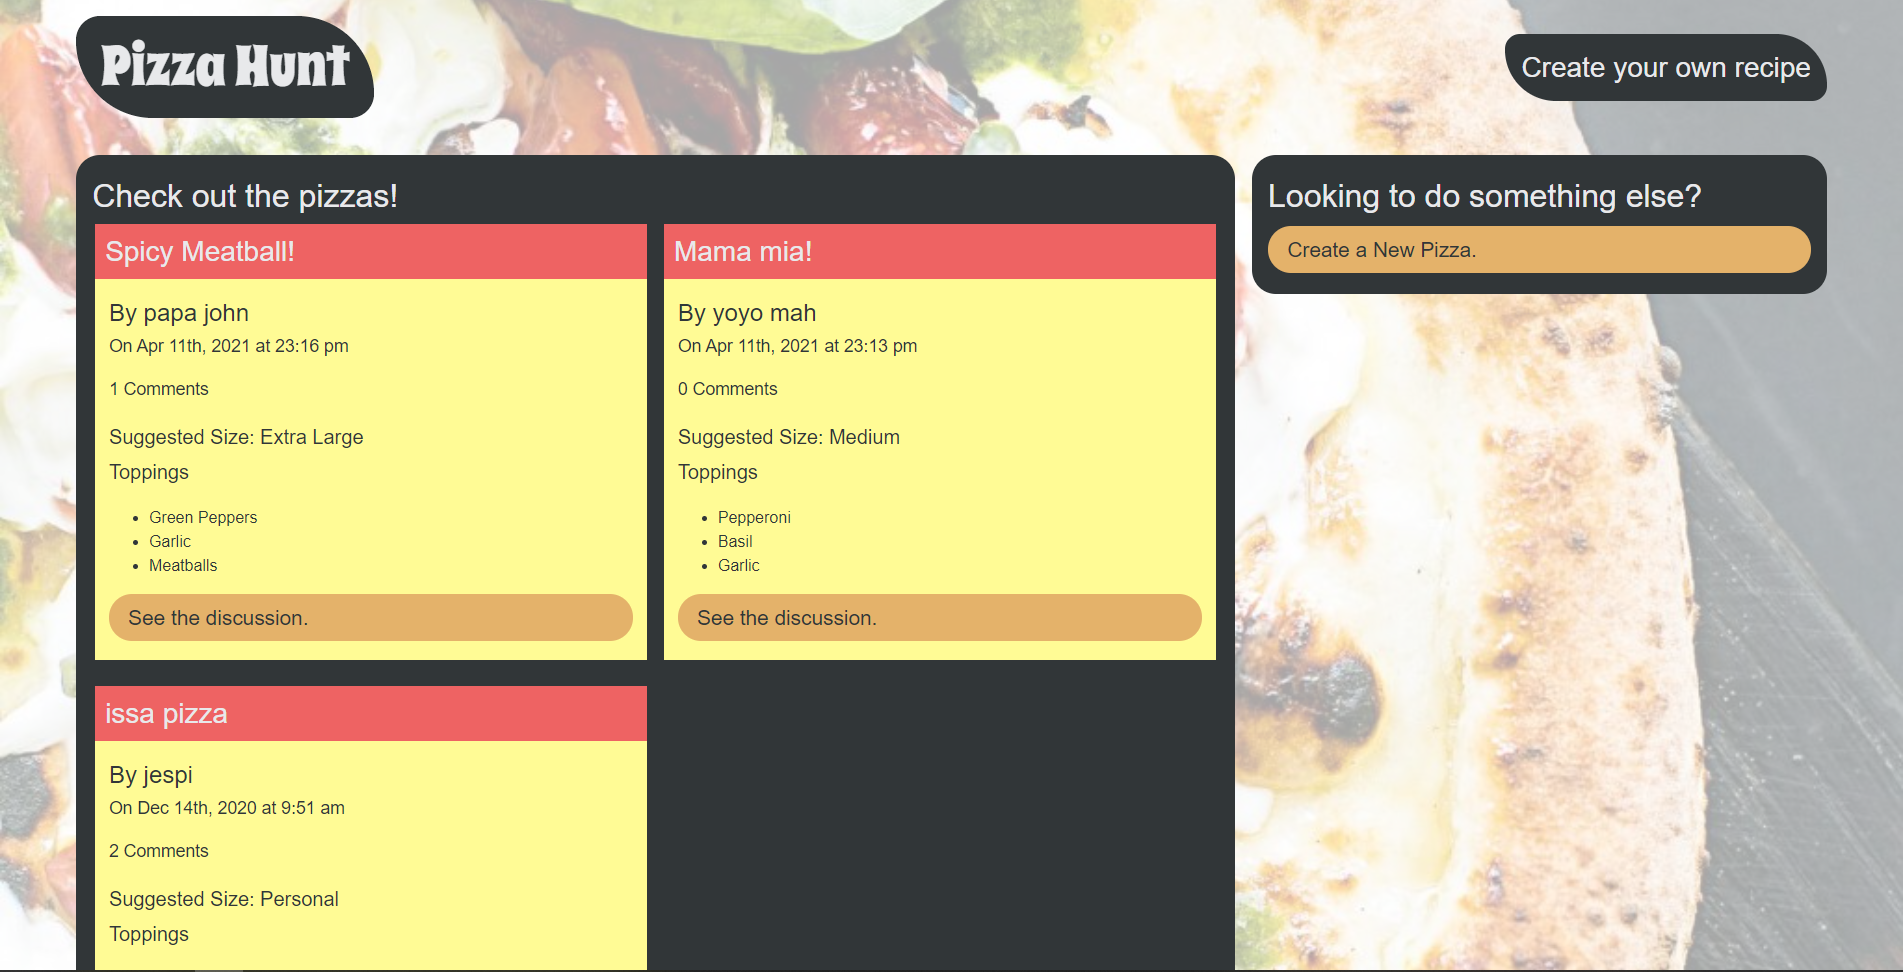 Pizza Hunt
Create your own recipe
Check out the pizzas!
Spicy Meatball!
By papa john
On Apr 11th, 2021 at 23:16 pm
1 Comments
Suggested Size: Extra Large
Toppings
Green Peppers
Garlic
Meatballs
See the discussion.
Mama mia!
By yoyo mah
On Apr 11th, 2021 at 23:13 pm
0 Comments
Suggested Size: Medium
Toppings
Pepperoni
Basil
Garlic
See the discussion.
issa pizza
By jespi
On Dec 14th, 2020 at 9:51 am
2 Comments
Suggested Size: Personal
Toppings
Looking to do something else?
Create a New Pizza.